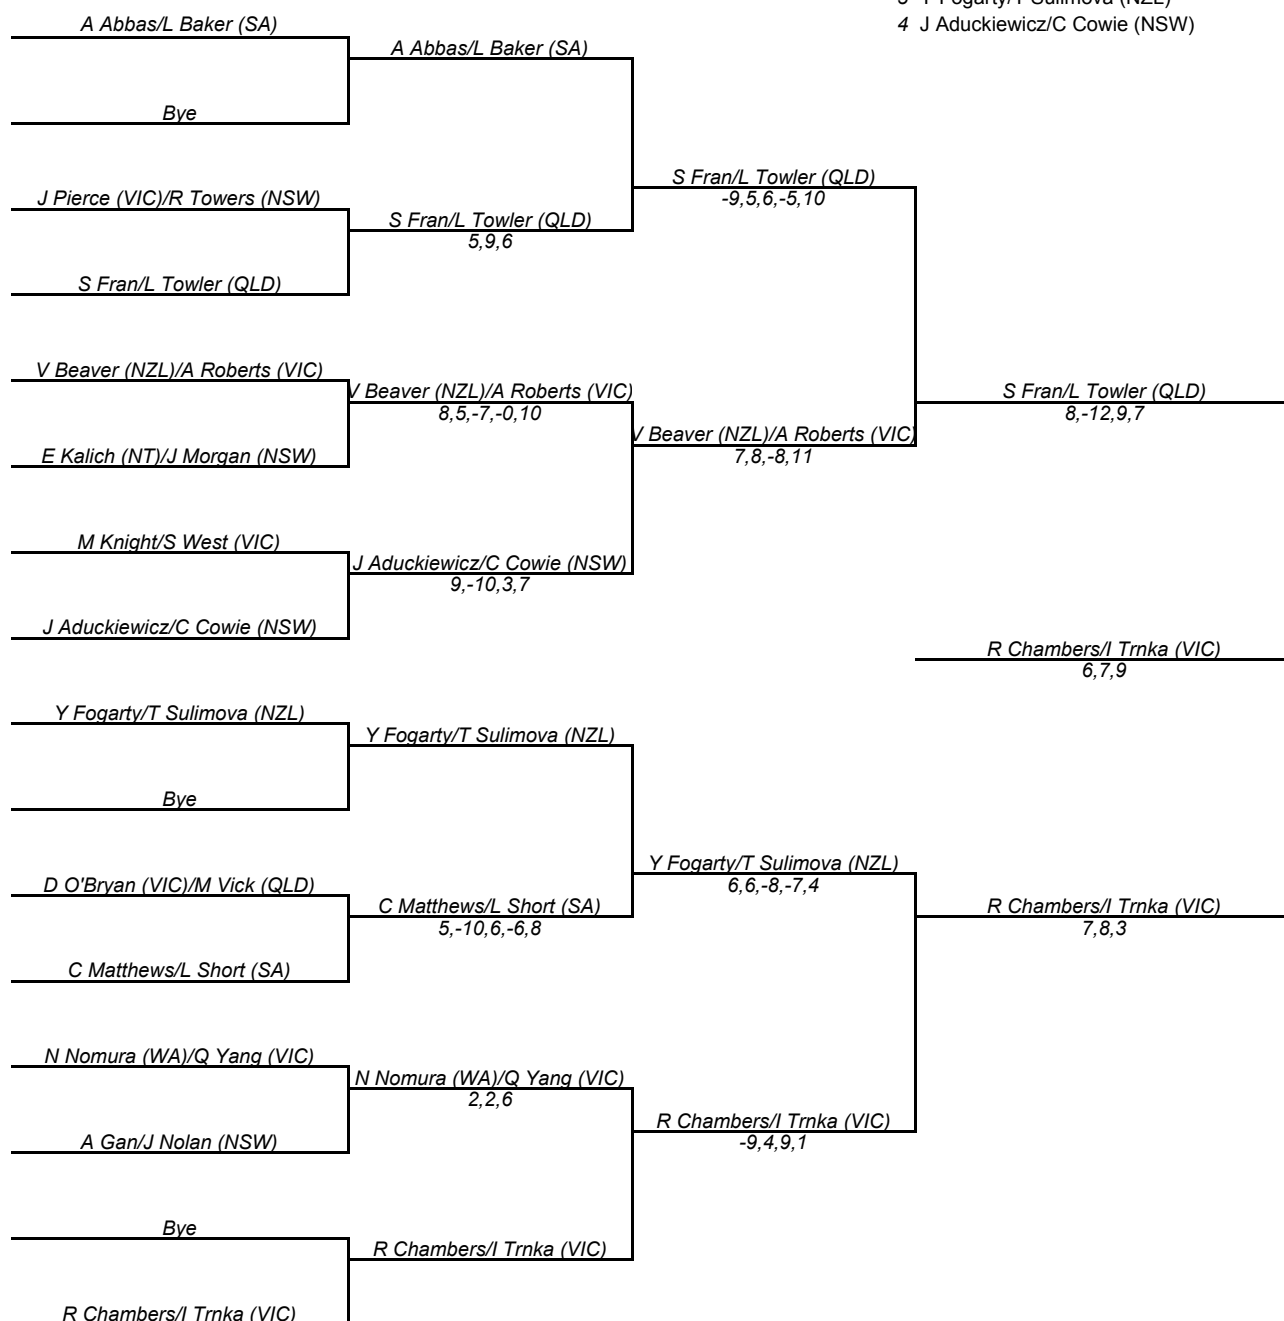 3 Y Fogarty/T Sulimova (NZL)
4 J Aduckiewicz/C Cowie (NSW)
A Abbas/L Baker (SA)
A Abbas/L Baker (SA)
Bye
S Fran/L Towler (QLD)
-9,5,6,-5,10
J Pierce (VIC)/R Towers (NSW)
S Fran/L Towler (QLD)
5,9,6
S Fran/L Towler (QLD)
V Beaver (NZL)/A Roberts (VIC)
V Beaver (NZL)/A Roberts (VIC)
8,5,-7,-0,10
S Fran/L Towler (QLD)
8,-12,9,7
V Beaver (NZL)/A Roberts (VIC)
7,8,-8,11
E Kalich (NT)/J Morgan (NSW)
M Knight/S West (VIC)
J Aduckiewicz/C Cowie (NSW)
9,-10,3,7
J Aduckiewicz/C Cowie (NSW)
R Chambers/I Trnka (VIC)
6,7,9
Y Fogarty/T Sulimova (NZL)
Y Fogarty/T Sulimova (NZL)
Bye
Y Fogarty/T Sulimova (NZL)
6,6,-8,-7,4
D O'Bryan (VIC)/M Vick (QLD)
C Matthews/L Short (SA)
5,-10,6,-6,8
R Chambers/I Trnka (VIC)
7,8,3
C Matthews/L Short (SA)
N Nomura (WA)/Q Yang (VIC)
N Nomura (WA)/Q Yang (VIC)
2,2,6
R Chambers/I Trnka (VIC)
-9,4,9,1
A Gan/J Nolan (NSW)
Bye
R Chambers/I Trnka (VIC)
R Chambers/I Trnka (VIC)